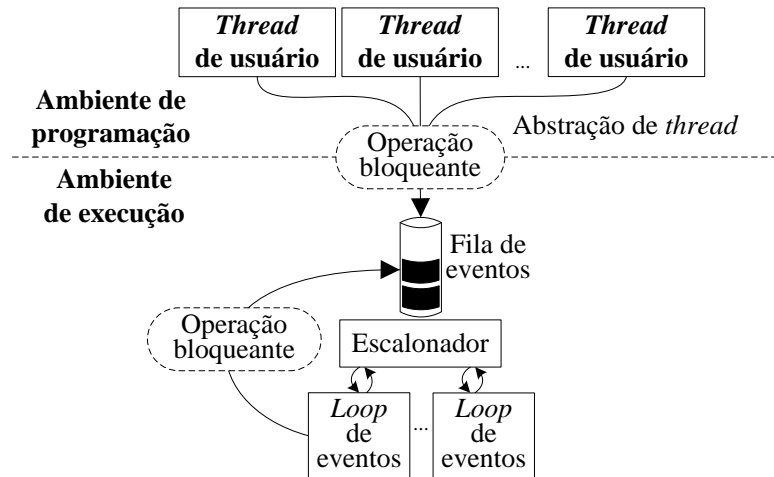 Thread Thread Thread
de usuário de usuário ... de usuário
Ambiente de
programação
Operação
bloqueante
Abstração de thread
Ambiente
de execução
Fila de
eventos
Operação
bloqueante
Escalonador
Loop
de
eventos
...
Loop
de
eventos